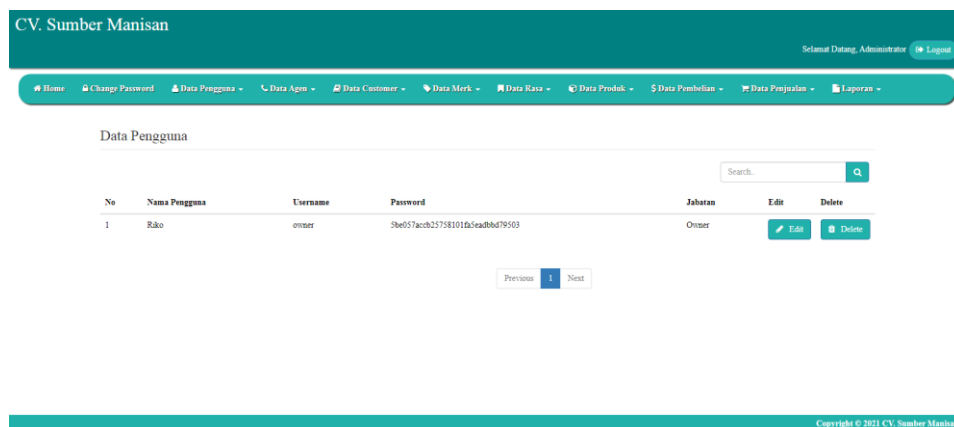 CV. Sumber Manisan
Selamat Datang, Administrator Logout
Home Change Password Data Pengguna Data Agen Data Customer Data Merk Data Rasa Data Produk $ Data Pembelian Data Penjualan Laporan
Data Pengguna
Search..
No Nama Pengguna Username Password Jabatan Edit Delete
1 Riko owner 5be057accb25758101fa5eadbbd79503 Owner Edit Delete
Previous 1 Next
Copyright © 2021 CV. Sumber Manisa